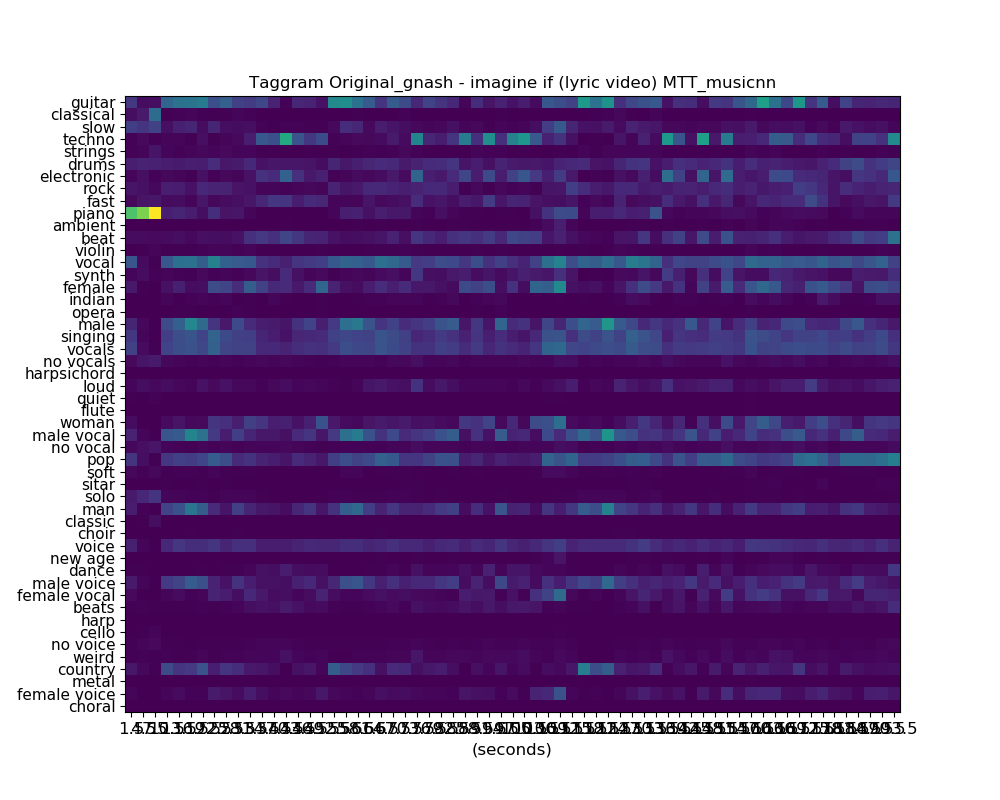 Taggram Original_gnash - imagine if (lyric video) MTT_musicnn
guitar
classical
slow
techno
strings
drums
electronic
rock
fast
piano
ambient
beat
violin
vocal
synth
female
indian
opera
male
singing
vocals
no vocals
harpsichord
loud
quiet
flute
woman
male vocal
no vocal
pop
soft
sitar
solo
man
classic
choir
voice
new age
dance
male voice
female vocal
beats
harp
cello
no voice
weird
country
metal
female voice
choral
(seconds)